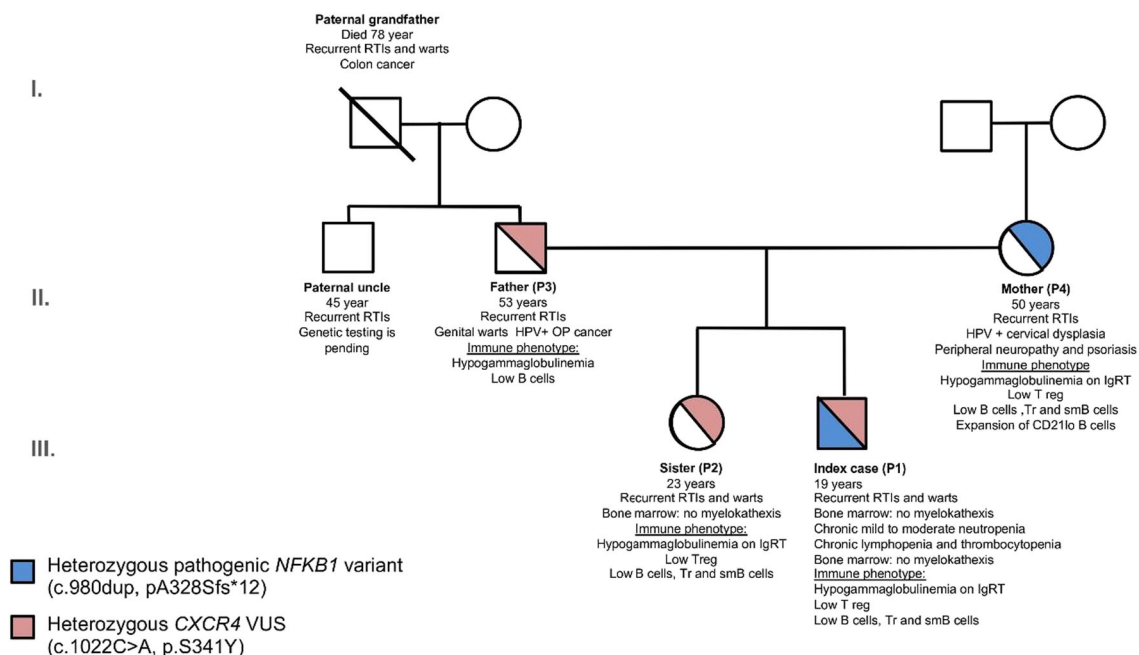 Paternal grandfather
Died 78 year
Recurrent RTIs and warts
Colon cancer
I.
II.
Paternal uncle
45 year
Recurrent RTIs
Genetic testing is
pending
Father (P3)
53 years
Recurrent RTIs
Genital warts HPV+ OP cancer
Immune phenotype:
Hypogammaglobulinemia
Low B cells
Mother (P4)
50 years
Recurrent RTIs
HPV + cervical dysplasia
Peripheral neuropathy and psoriasis
Immune phenotype
Hypogammaglobulinemia on IgRT
Low T reg
Low B cells ,Tr and smB cells
Expansion of CD21lo B cells
III.
Sister (P2)
23 years
Recurrent RTIs and warts
Bone marrow: no myelokathexis
Immune phenotype:
Hypogammaglobulinemia on IgRT
Low Treg
Low B cells, Tr and smB cells
Index case (P1)
19 years
Recurrent RTIs and warts
Bone marrow: no myelokathexis
Chronic mild to moderate neutropenia
Chronic lymphopenia and thrombocytopenia
Bone marrow: no myelokathexis
Immune phenotype:
Hypogammaglobulinemia on IgRT
Low T reg
Low B cells, Tr and smB cells
Heterozygous pathogenic NFKB1 variant
(c.980dup, pA328Sfs*12)
Heterozygous CXCR4 VUS
(c.1022C>A, p.S341Y)